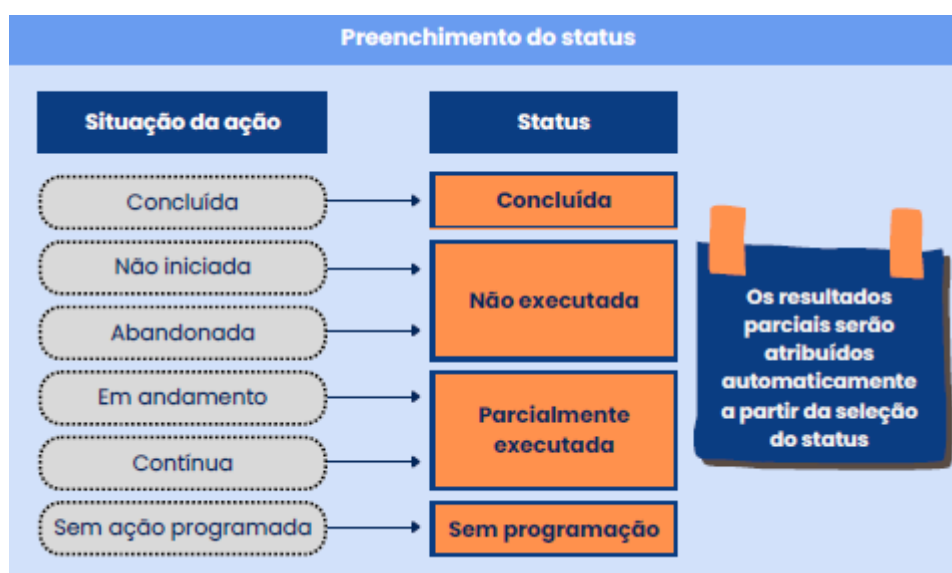 Preenchimento do status
Situação da ação
Status
Concluída
Concluída
Não iniciada
Abandonada
Não executada
Em andamento
Contínua
Parcialmente
executada
Sem ação programada
Sem programação
Os resultados
parciais serão
atribuídos
automaticamente
a partir da seleção
do status